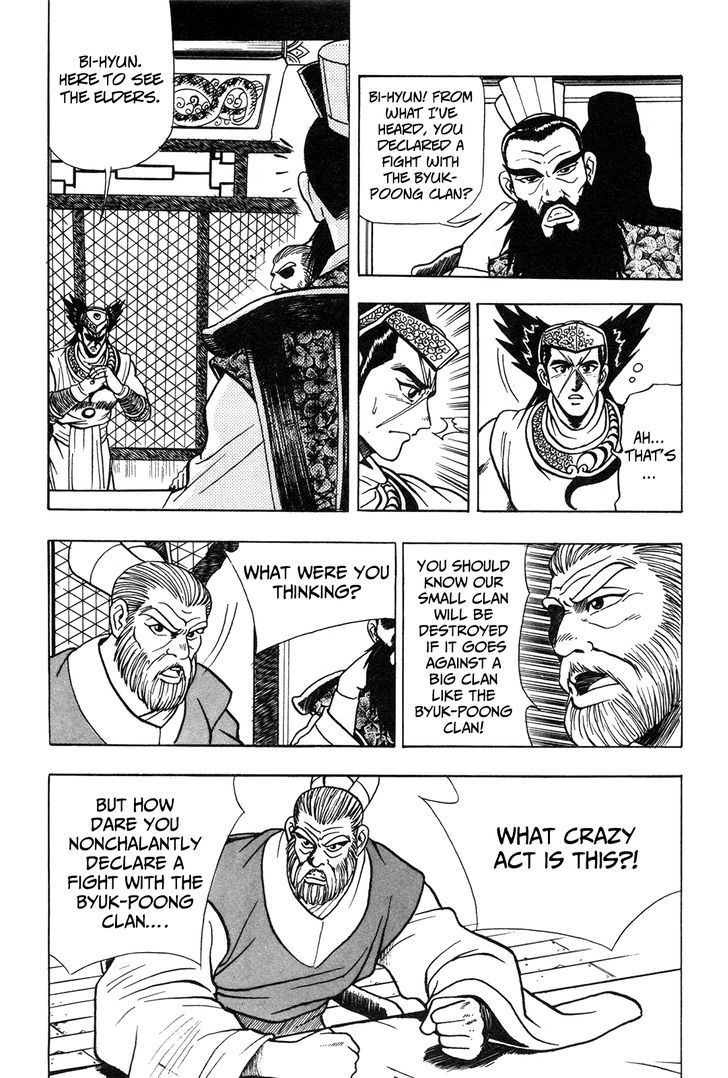 BI-HYUN.
HERE TO SEE
THE ELDERS.
BI-HYUN! FROM
WHAT I'VE
HEARD, YOU
DECLARED A
FIGHT WITH
THE BYUK-
POONG CLAN?
AH...
THAT'S
...
WHAT WERE YOU
THINKING?
YOU SHOULD
KNOW OUR
SMALL CLAN
WILL BE
DESTROYED
IF IT GOES
AGAINST A
BIG CLAN
LIKE THE
BYUK-POONG
CLAN!
BUT HOW
DARE YOU
NONCHALANTLY
DECLARE A
FIGHT WITH THE
BYUK-POONG
CLAN....
WHAT CRAZY
ACT IS THIS?!